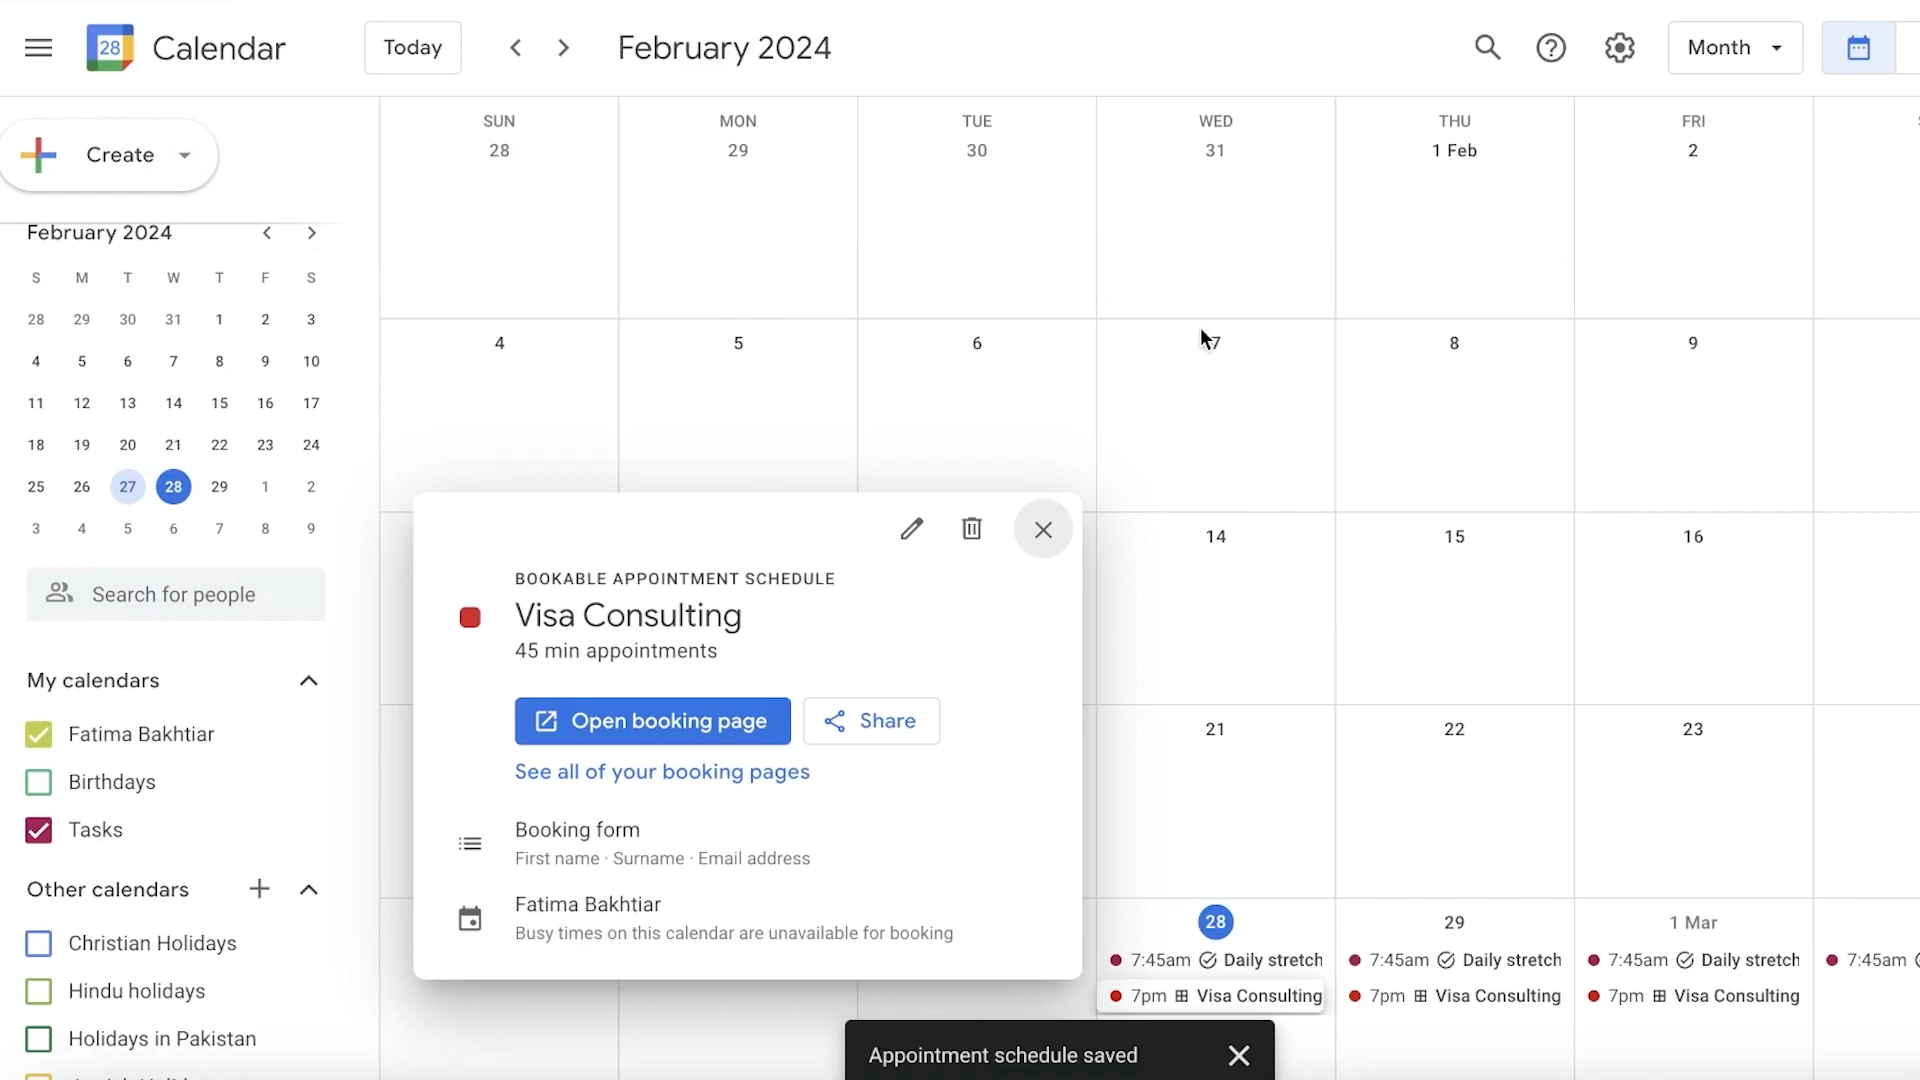 28 Calendar Today February 2024 Month
Create
February 2024
S M T W T F S
28 29 30 31 1 2 3
4 5 6 7 8 9 10
11 12 13 14 15 16 17
18 19 20 21 22 23 24
25 26 27 28 29 1 2
3 4 5 6 7 8 9
Search for people
My calendars
Fatima Bakhtiar
Birthdays
Tasks
Other calendars
Christian Holidays
Hindu holidays
Holidays in Pakistan
SUN MON TUE WED THU FRI
28 29 30 31 1 Feb 2
4 5 6 7 8 9
14 15 16
21 22 23
BOOKABLE APPOINTMENT SCHEDULE
Visa Consulting
45 min appointments
Open booking page Share
See all of your booking pages
Booking form
First name · Surname · Email address
Fatima Bakhtiar
Busy times on this calendar are unavailable for booking
28 29 1 Mar
7:45am Daily stretch 7:45am Daily stretch 7:45am Daily stretch 7:45am
7pm Visa Consulting 7pm Visa Consulting 7pm Visa Consulting
Appointment schedule saved